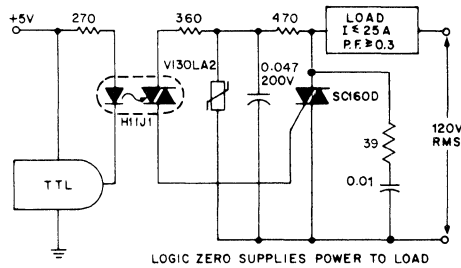 +5V
270
360
470
LOAD
I ≤ 25A
P.F. ≥ 0.3
V130LA2
0.047
200V
SC160D
H11J1
39
120V
RMS
TTL
0.01
LOGIC ZERO SUPPLIES POWER TO LOAD